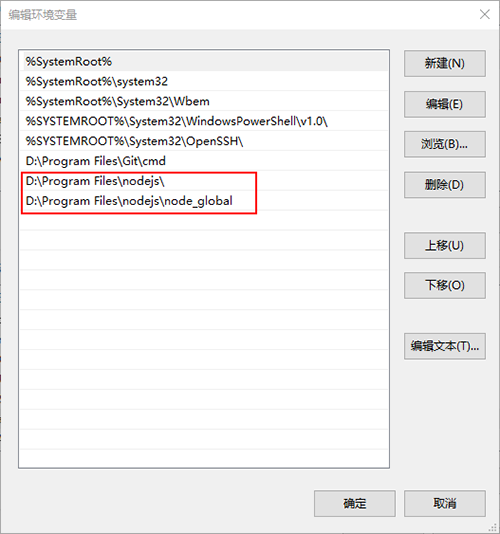 编辑环境变量
%SystemRoot%
%SystemRoot%\system32
%SystemRoot%\System32\Wbem
%SYSTEMROOT%\System32\WindowsPowerShell\v1.0\
%SYSTEMROOT%\System32\OpenSSH\
D:\Program Files\Git\cmd
D:\Program Files\nodejs\
D:\Program Files\nodejs\node_global
新建(N)
编辑(E)
浏览(B)...
删除(D)
上移(U)
下移(O)
编辑文本(T)...
确定
取消